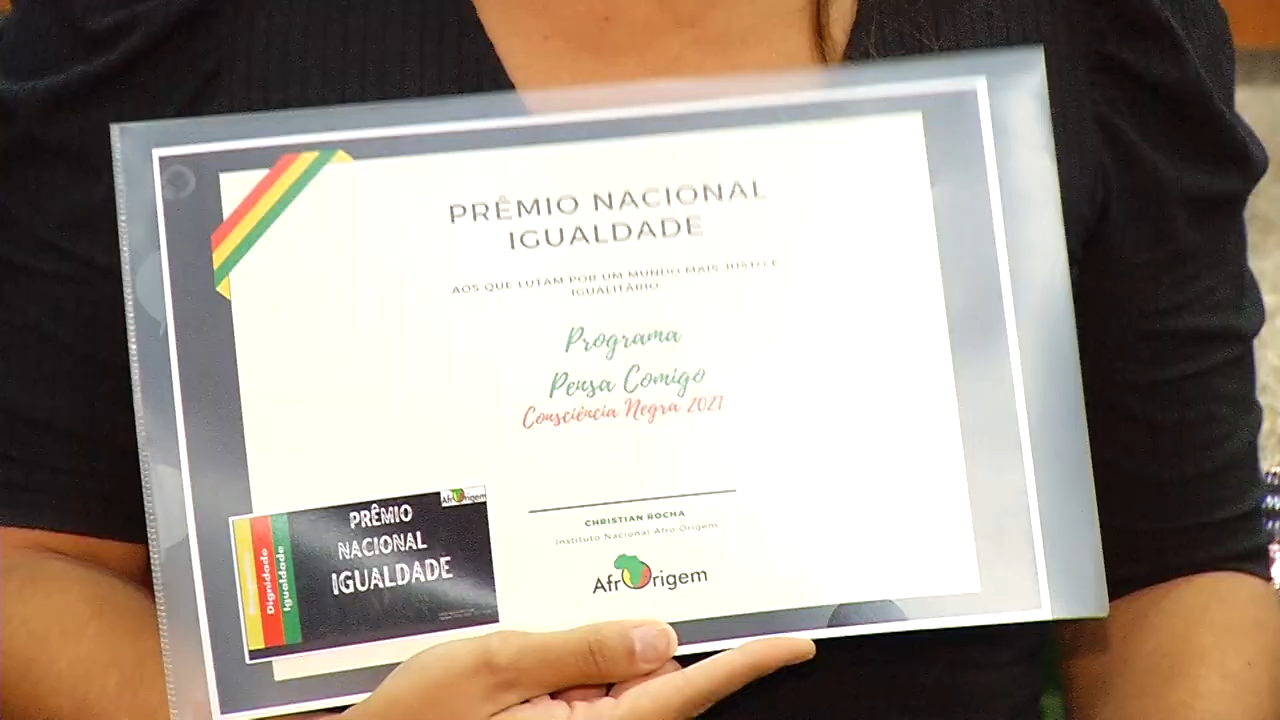 PRÊMIO NACIONAL
IGUALDADE
AOS QUE LUTAM POR UM MUNDO MAIS JUSTO E
IGUALITÁRIO
Programa
Pensa Comigo
Consciência Negra 2021
CHRISTIAN ROCHA
Instituto Nacional Afro Origem
AfrOrigem
AfrOrigem
PRÊMIO
NACIONAL
IGUALDADE
Dignidade
Igualdade